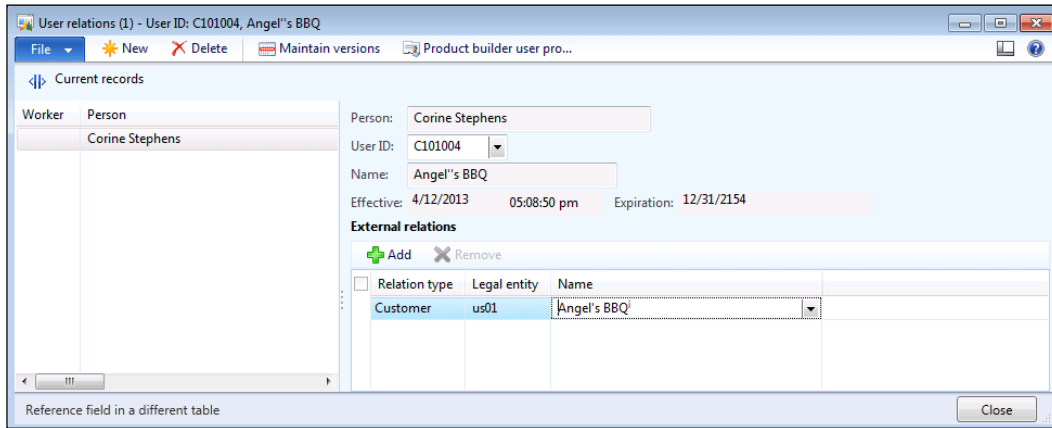 User relations (1) - User ID: C101004, Angel''s BBQ
File New Delete Maintain versions Product builder user pro...
Current records
Worker Person
Corine Stephens
Person: Corine Stephens
User ID: C101004
Name: Angel''s BBQ
Effective: 4/12/2013 05:08:50 pm Expiration: 12/31/2154
External relations
Add Remove
Relation type Legal entity Name
Customer us01 Angel's BBQ
Reference field in a different table
Close